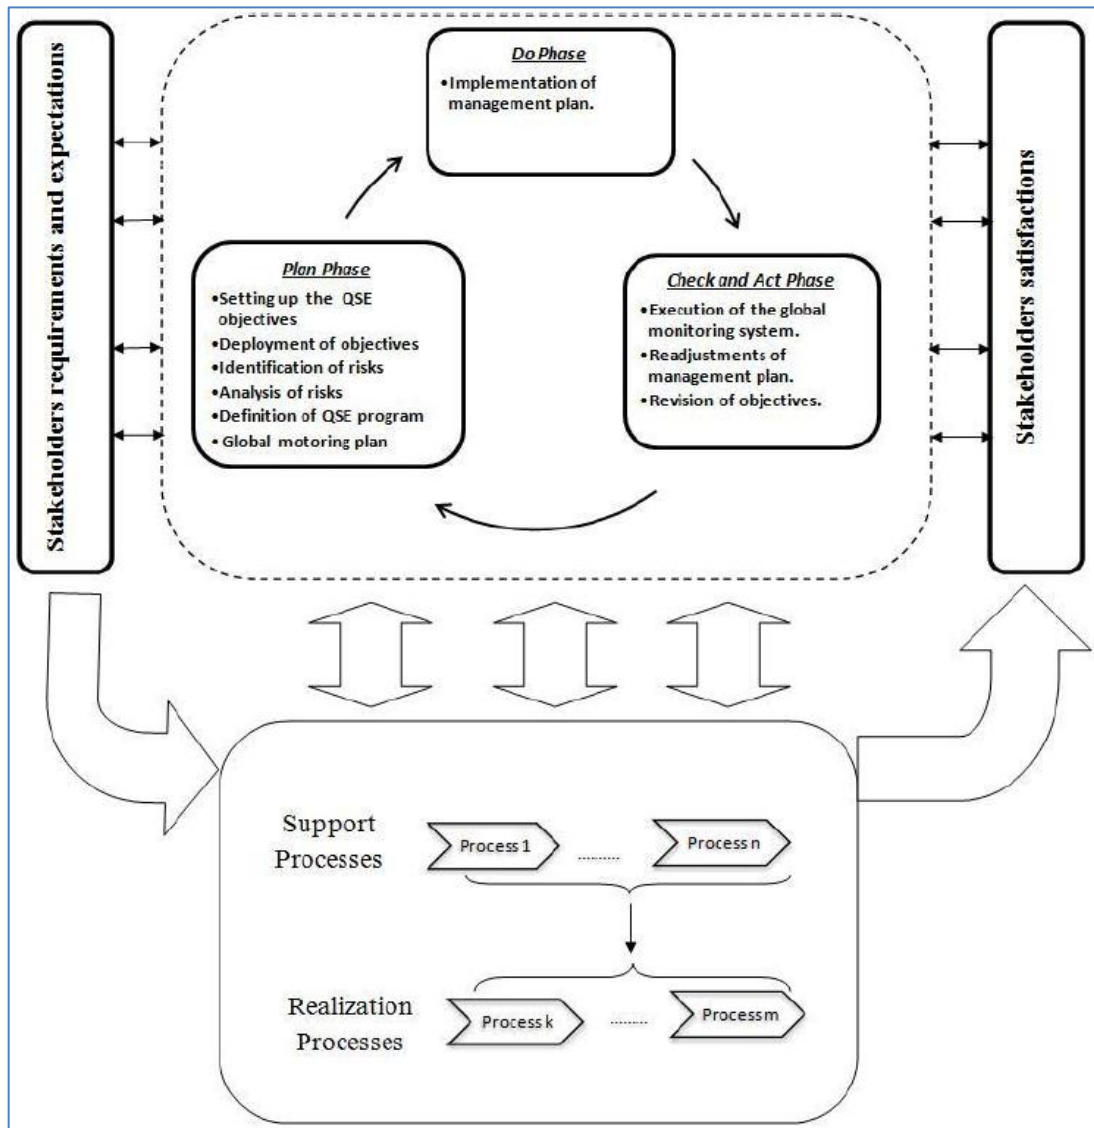 Stakeholders requirements and expectations
Do Phase
•Implementation of
management plan.
Plan Phase
•Setting up the QSE
objectives
•Deployment of objectives
•Identification of risks
•Analysis of risks
•Definition of QSE program
• Global motoring plan
Check and Act Phase
•Execution of the global
monitoring system.
•Readjustments of
management plan.
•Revision of objectives.
Stakeholders satisfactions
Support
Processes
Process1 ......... Process n
Realization
Processes
Process k ......... Process m